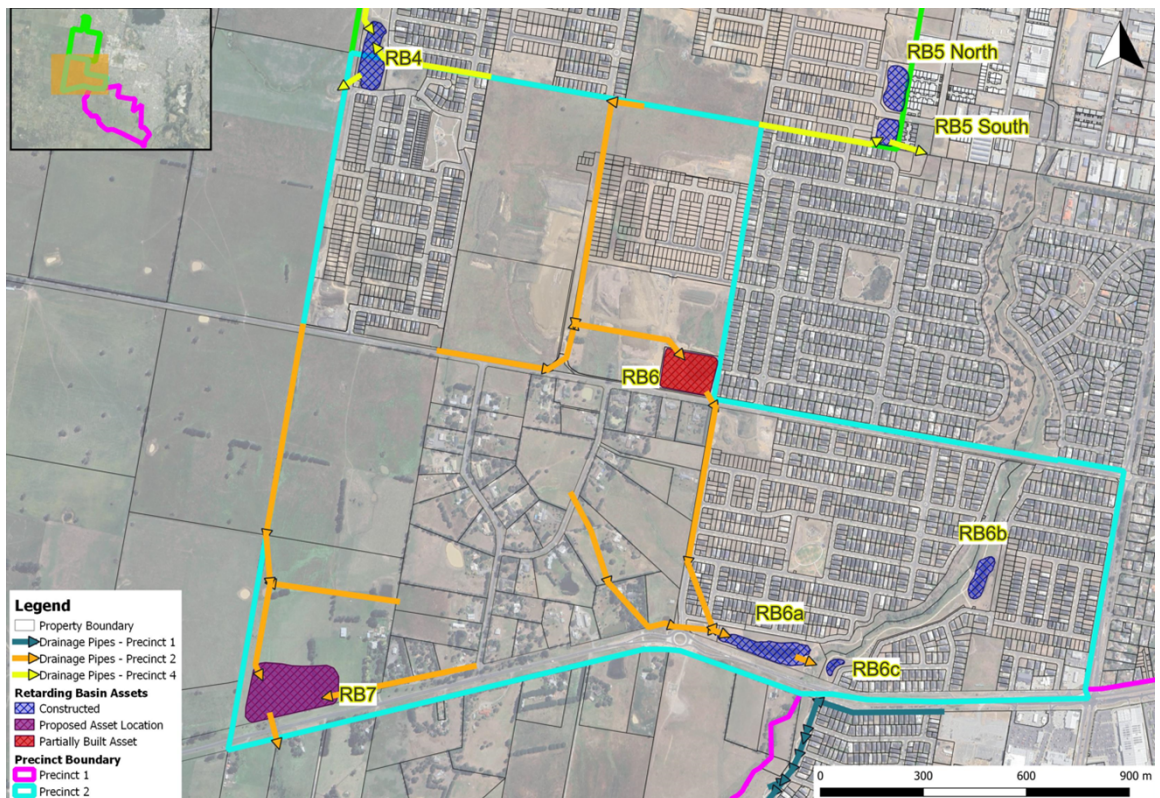 RB4
RB5 North
RB5 South
RB6
RB6b
RB6a
RB6c
RB7
Legend
Property Boundary
Drainage Pipes - Precinct 1
Drainage Pipes - Precinct 2
Drainage Pipes - Precinct 4
Retarding Basin Assets
Constructed
Proposed Asset Location
Partially Built Asset
Precinct Boundary
Precinct 1
Precinct 2
0 300 600 900 m